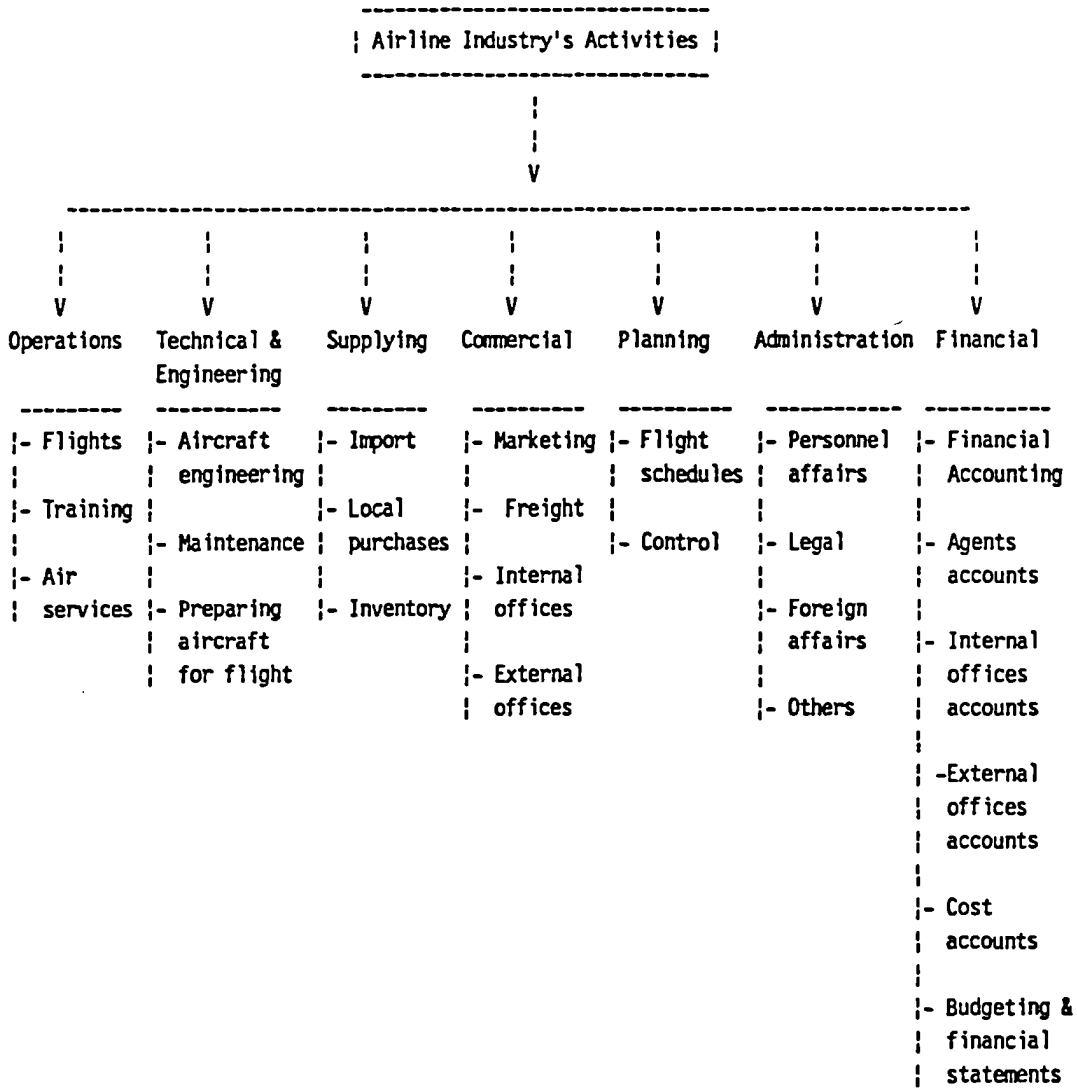 Airline Industry's Activities
Operations
Technical &
Engineering
Supplying
Commercial
Planning
Administration
Financial
- Flights
- Training
- Air
services
- Aircraft
engineering
- Maintenance
- Preparing
aircraft
for flight
- Import
- Local
purchases
- Inventory
- Marketing
- Freight
- Internal
offices
- External
offices
- Flight
schedules
- Control
- Personnel
affairs
- Legal
- Foreign
affairs
- Others
- Financial
Accounting
- Agents
accounts
- Internal
offices
accounts
-External
offices
accounts
- Cost
accounts
- Budgeting &
financial
statements